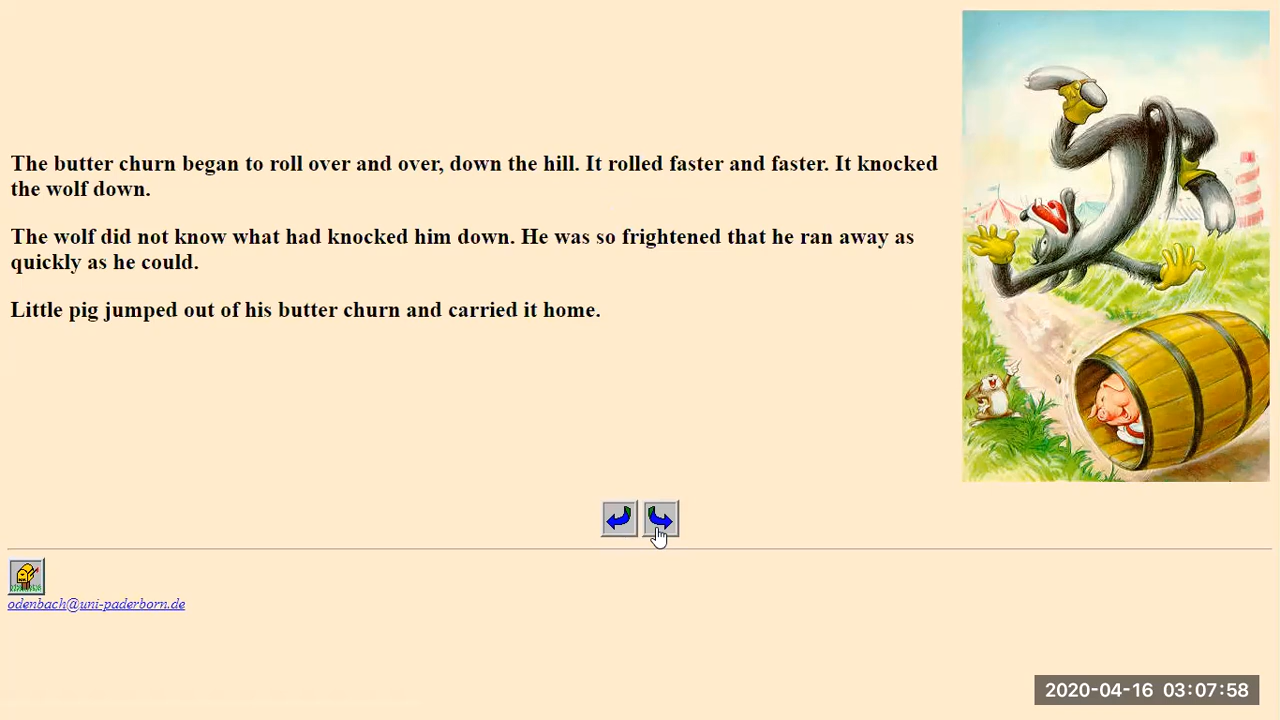 The butter churn began to roll over and over, down the hill. It rolled faster and faster. It knocked
the wolf down.
The wolf did not know what had knocked him down. He was so frightened that he ran away as
quickly as he could.
Little pig jumped out of his butter churn and carried it home.
odenbach@uni-paderborn.de
2020-04-16 03:07:58